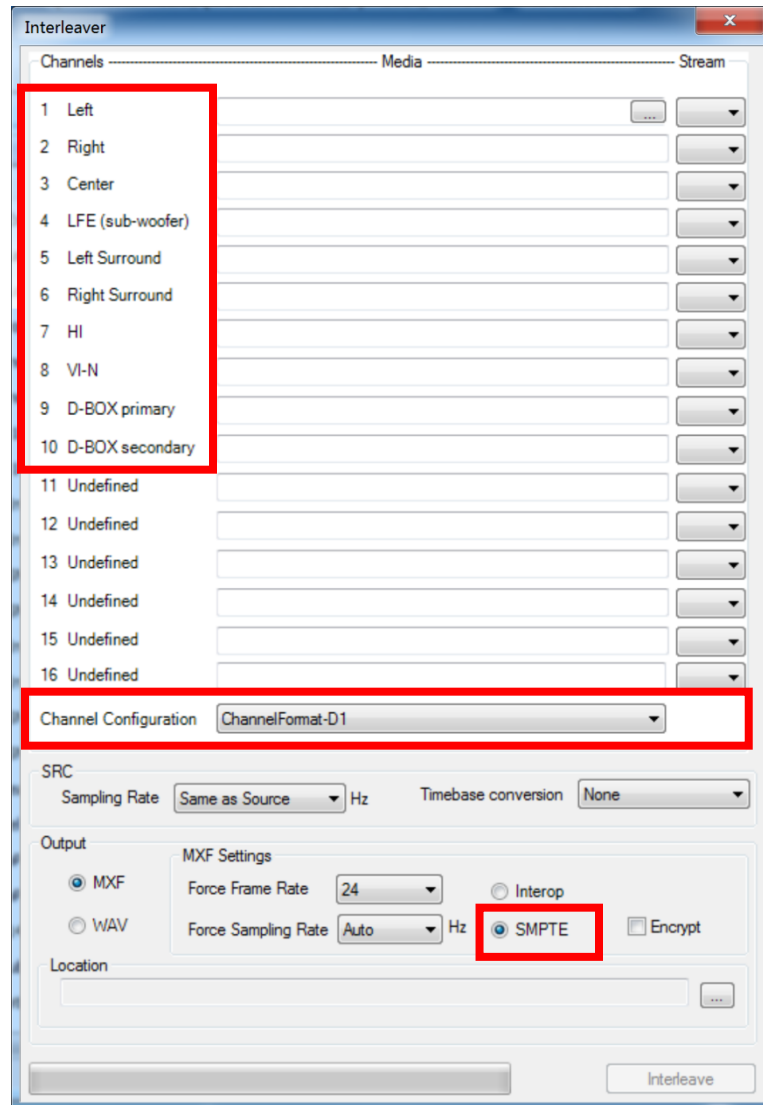 Interleaver
x
Channels Media Stream
1 Left
...
2 Right
3 Center
4 LFE (sub-woofer)
5 Left Surround
6 Right Surround
7 HI
8 VI-N
9 D-BOX primary
10 D-BOX secondary
11 Undefined
12 Undefined
13 Undefined
14 Undefined
15 Undefined
16 Undefined
Channel Configuration ChannelFormat-D1
SRC
Sampling Rate Same as Source Hz Timebase conversion None
Output
MXF Settings
MXF Force Frame Rate 24 Interop
WAV Force Sampling Rate Auto Hz SMPTE Encrypt
Location
...
Interleave